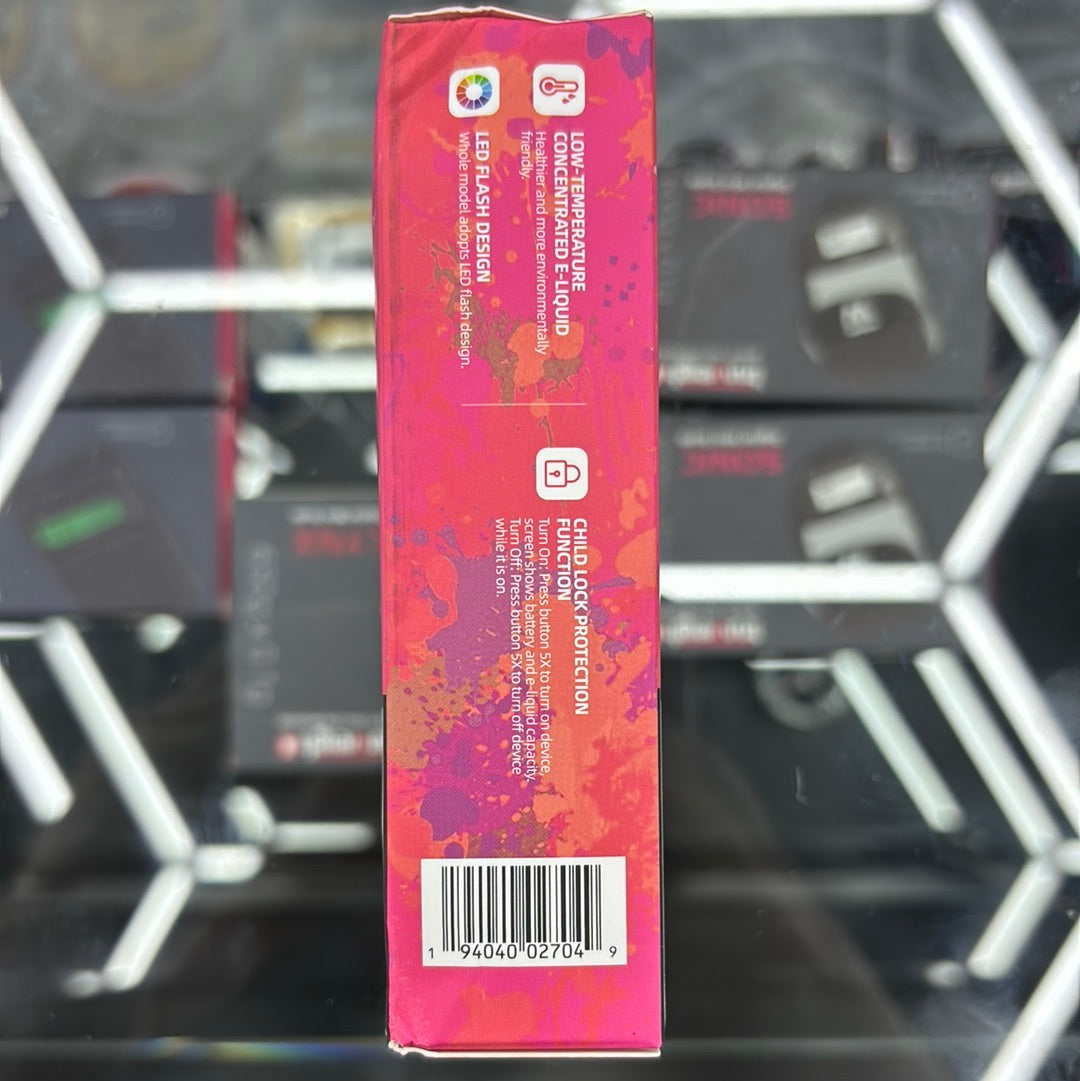 LOW-TEMPERATURE
CONCENTRATED E-LIQUID
Healthier and more environmentally
friendly.
LED FLASH DESIGN
Whole model adopts LED flash design.
CHILD LOCK PROTECTION
FUNCTION
Turn On: Press button 5X to turn on device,
screen shows battery and e-liquid capacity.
Turn Off: Press button 5X to turn off device
while it is on.
1 94040 02704 9
SONIC
SONIC